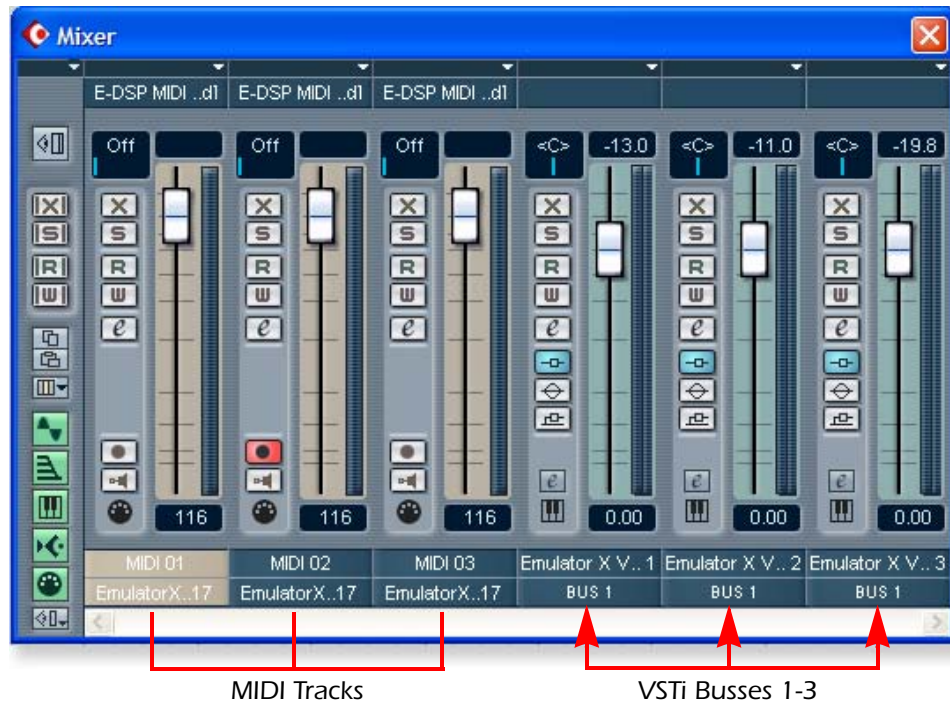 Mixer
E-DSP MIDI ..d1 E-DSP MIDI ..d1 E-DSP MIDI ..d1
Off Off Off <C> -13.0 <C> -11.0 <C> -19.8
X X X X X X X
S S S S S S S
R R R R R R R
W W W W W W W
e e e e e e
e e e
116 116 116 0.00 0.00 0.00
MIDI 01 MIDI 02 MIDI 03 Emulator X V.. 1 Emulator X V.. 2 Emulator X V.. 3
EmulatorX..17 EmulatorX..17 EmulatorX..17 BUS 1 BUS 1 BUS 1
MIDI Tracks VSTi Busses 1-3